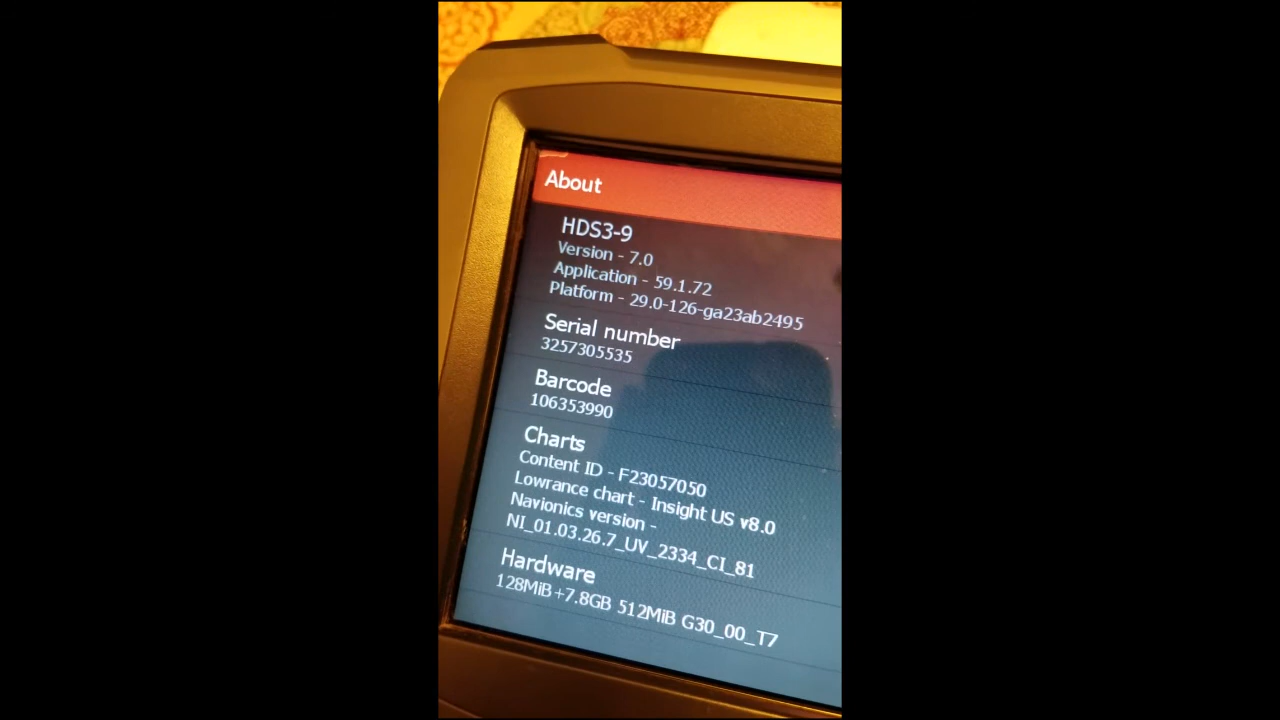 About
HDS3-9
Version - 7.0
Application - 59.1.72
Platform - 29.0-126-ga23ab2495
Serial number
3257305535
Barcode
106353990
Charts
Content ID - F23057050
Lowrance chart - Insight US v8.0
Navionics version -
NI_01.03.26.7_UV_2334_CI_81
Hardware
128MiB+7.8GB 512MiB G30_00_T7